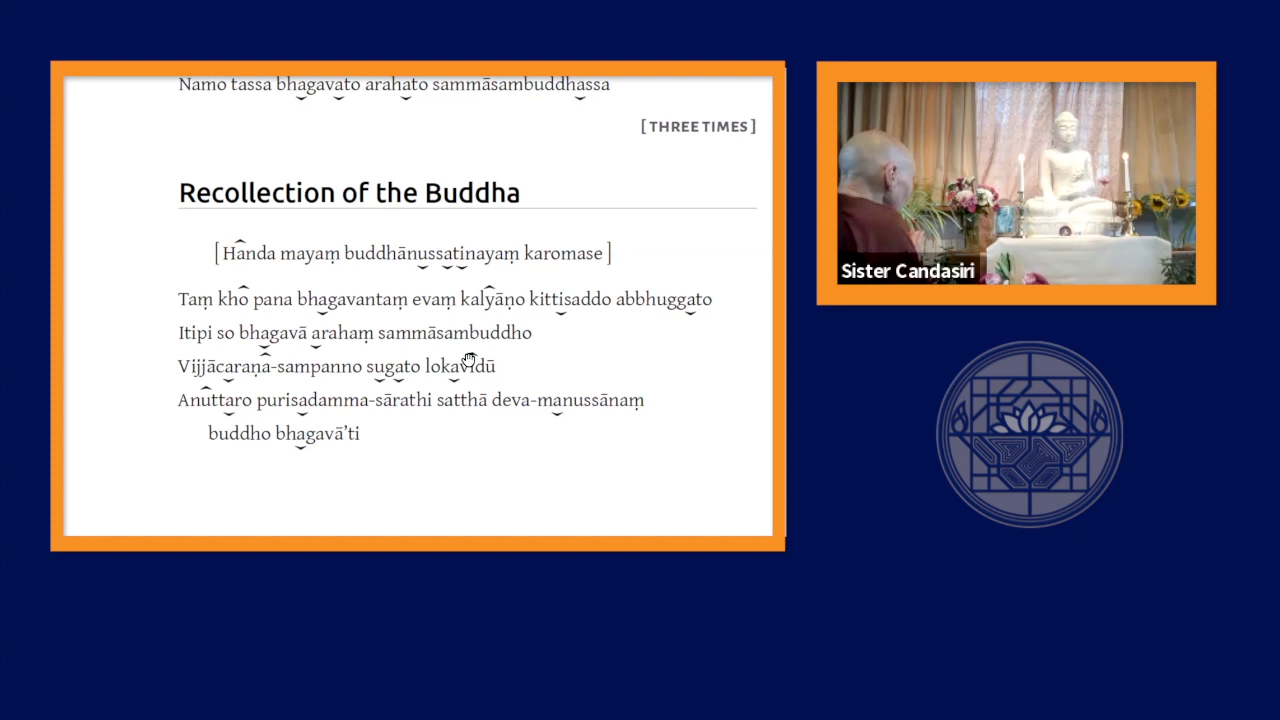 Namo tassa bhagavato arahato sammāsambuddhassa
[ THREE TIMES ]
Recollection of the Buddha
[ Handa mayaṃ buddhānussatinayaṃ karomase ]
Taṃ kho pana bhagavantaṃ evaṃ kalyāṇo kittisaddo abbhuggato
Itipi so bhagavā arahaṃ sammāsambuddho
Vijjācaraṇa-sampanno sugato lokavidū
Anuttaro purisadamma-sārathi satthā deva-manussānaṃ
buddho bhagavā’ti
Sister Candasiri